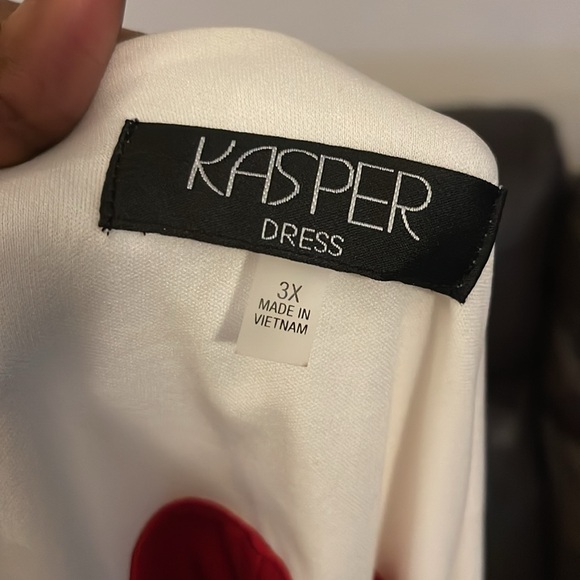 KASPER
DRESS
3X
MADE IN
VIETNAM